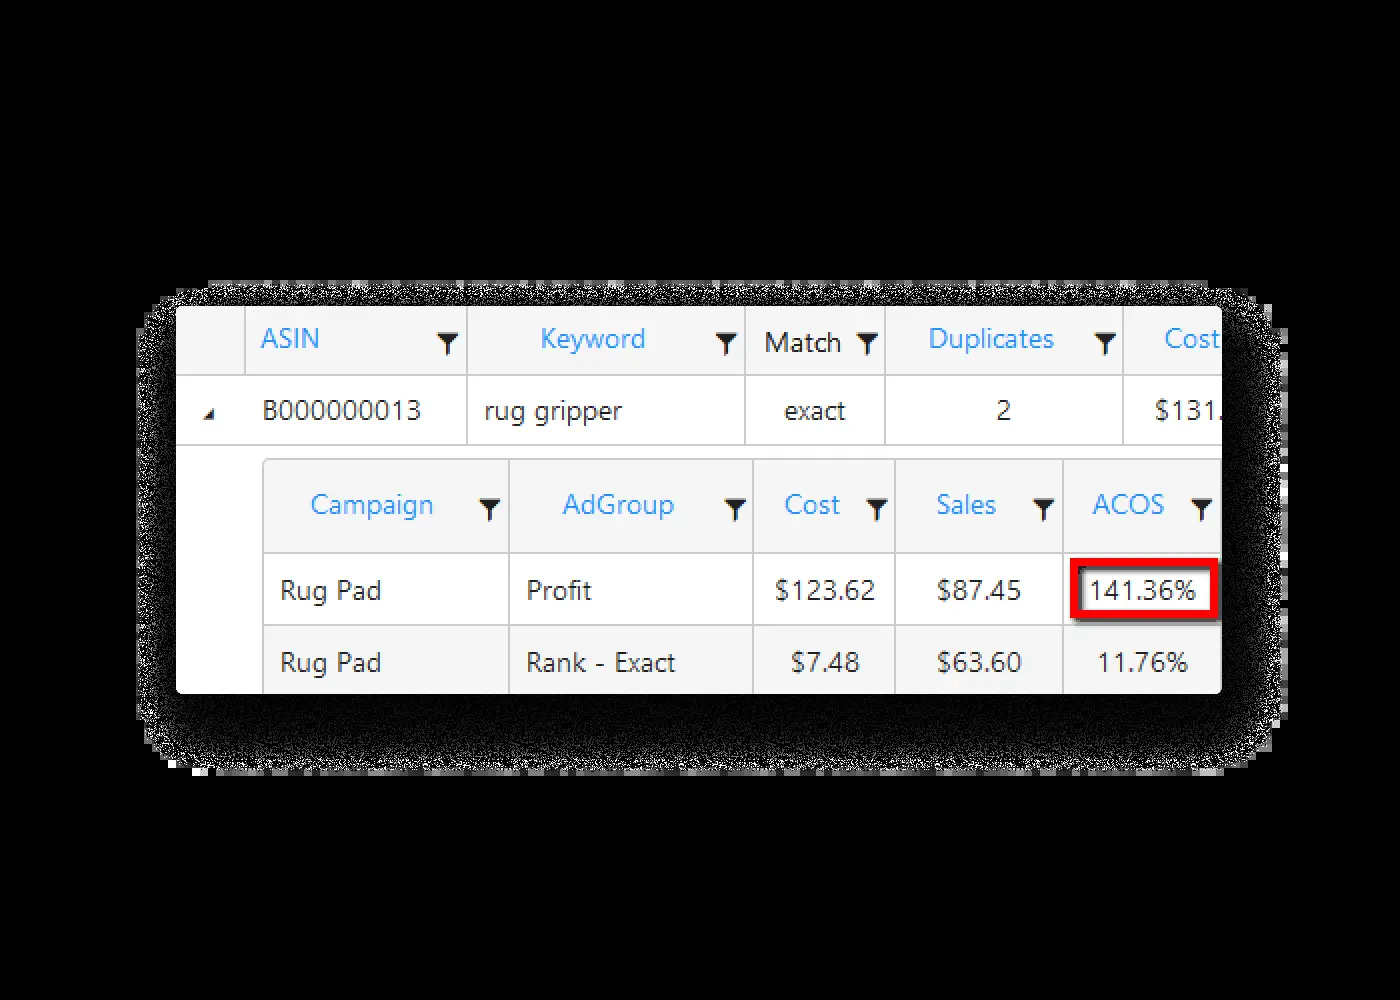 ASIN Keyword Match Duplicates Cost
B000000013 rug gripper exact 2 $131.
Campaign AdGroup Cost Sales ACOS
Rug Pad Profit $123.62 $87.45 141.36%
Rug Pad Rank - Exact $7.48 $63.60 11.76%